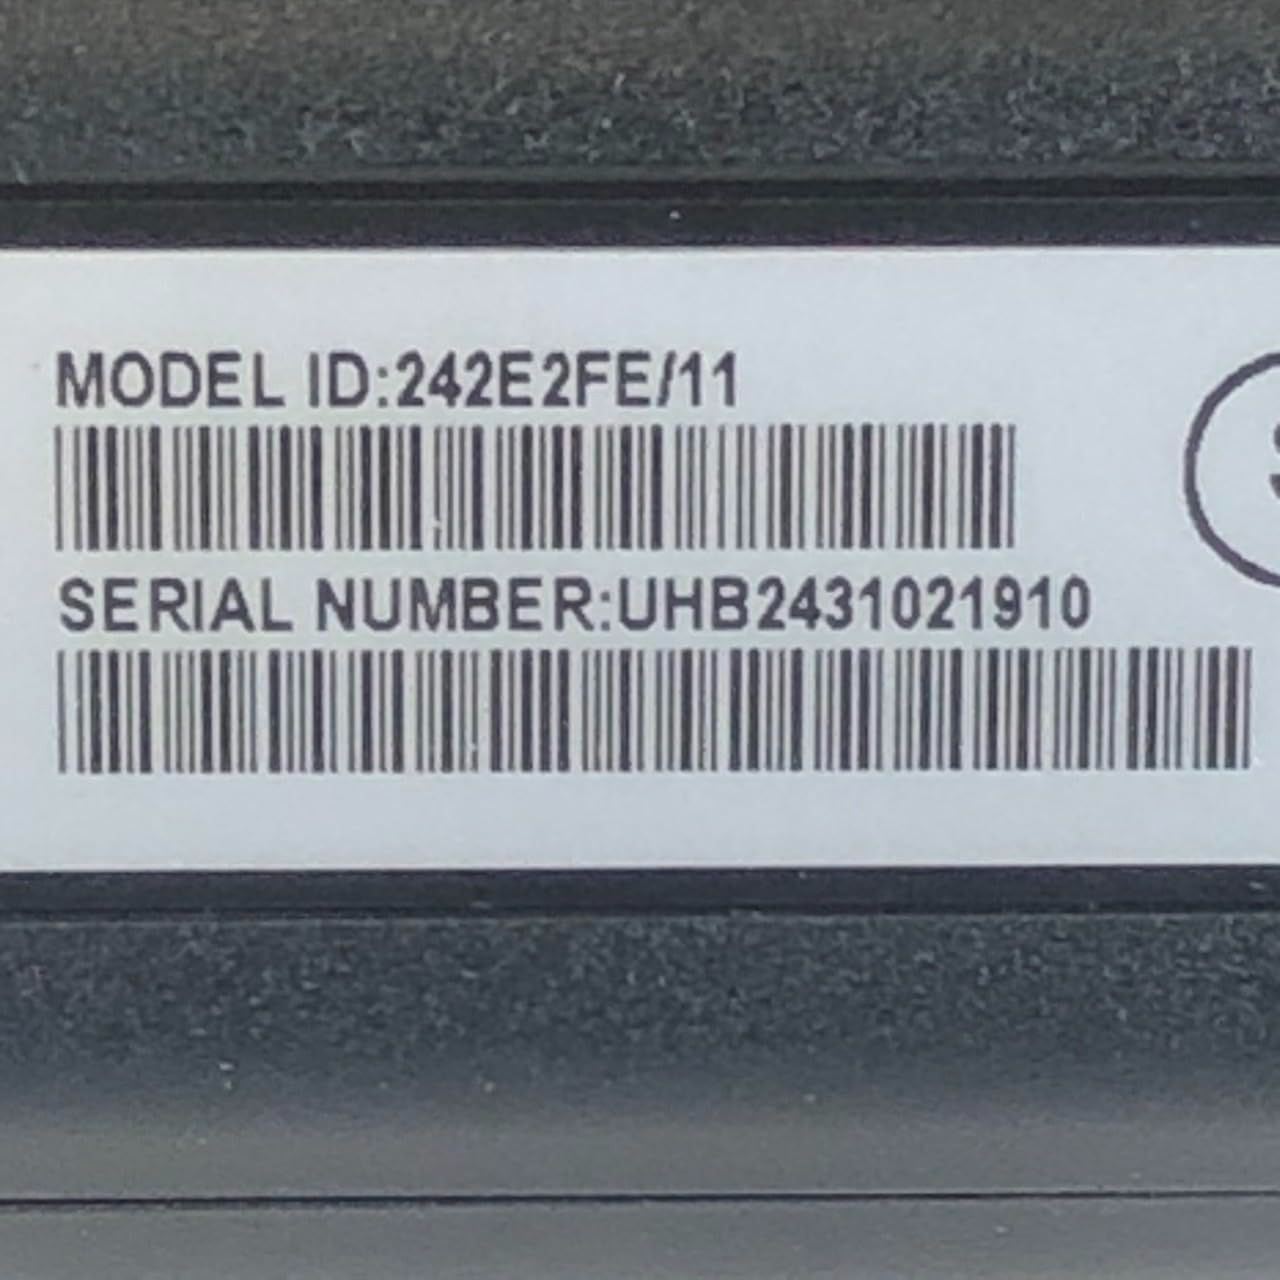 MODEL ID:242E2FE/11
SERIAL NUMBER:UHB2431021910